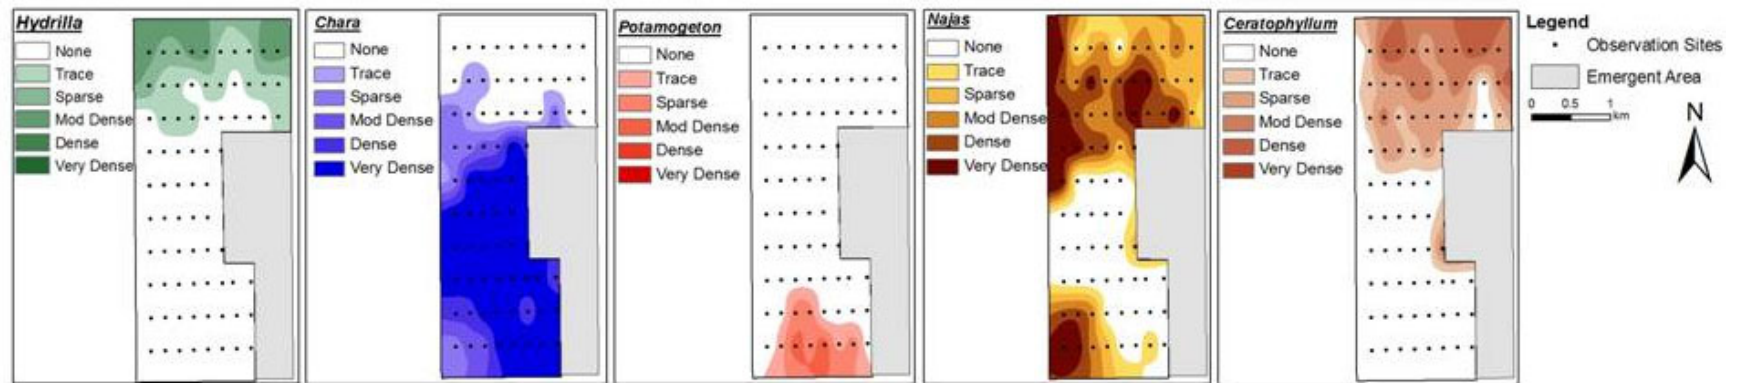 Hydrilla
None
Trace
Sparse
Mod Dense
Dense
Very Dense
Chara
None
Trace
Sparse
Mod Dense
Dense
Very Dense
Potamogeton
None
Trace
Sparse
Mod Dense
Dense
Very Dense
Najas
None
Trace
Sparse
Mod Dense
Dense
Very Dense
Ceratophyllum
None
Trace
Sparse
Mod Dense
Dense
Very Dense
Legend
Observation Sites
Emergent Area
0 0.5 1
km
N